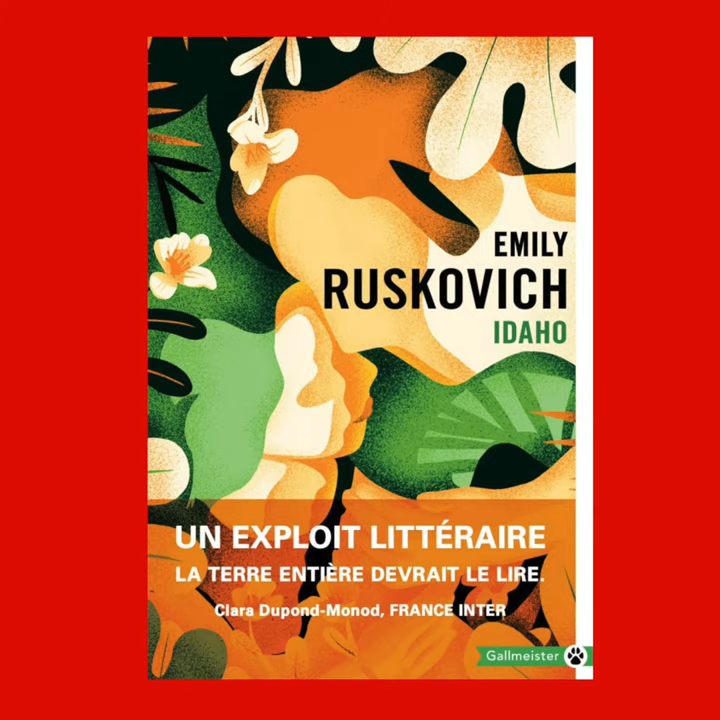 EMILY
RUSKOVICH
IDAHO
UN EXPLOIT LITTÉRAIRE
LA TERRE ENTIÈRE DEVRAIT LE LIRE.
Clara Dupond-Monod, FRANCE INTER
Gallmeister